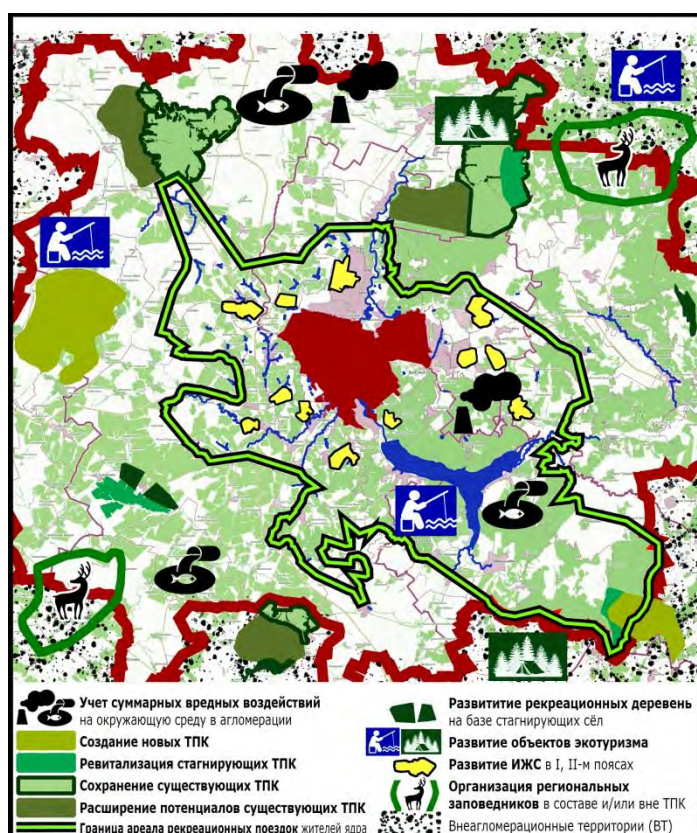 Учет суммарных вредных воздействий
на окружающую среду в агломерации
Создание новых ТПК
Ревитализация стагнирующих ТПК
Сохранение существующих ТПК
Расширение потенциалов существующих ТПК
Граница ареала рекреационных поездок жителей ядра
Развититие рекреационных деревень
на базе стагнирующих сёл
Развитие объектов экотуризма
Развитие ИЖС в I, II-м поясах
Организация региональных
заповедников в составе и/или вне ТПК
Внеагломерационные территории (ВТ)